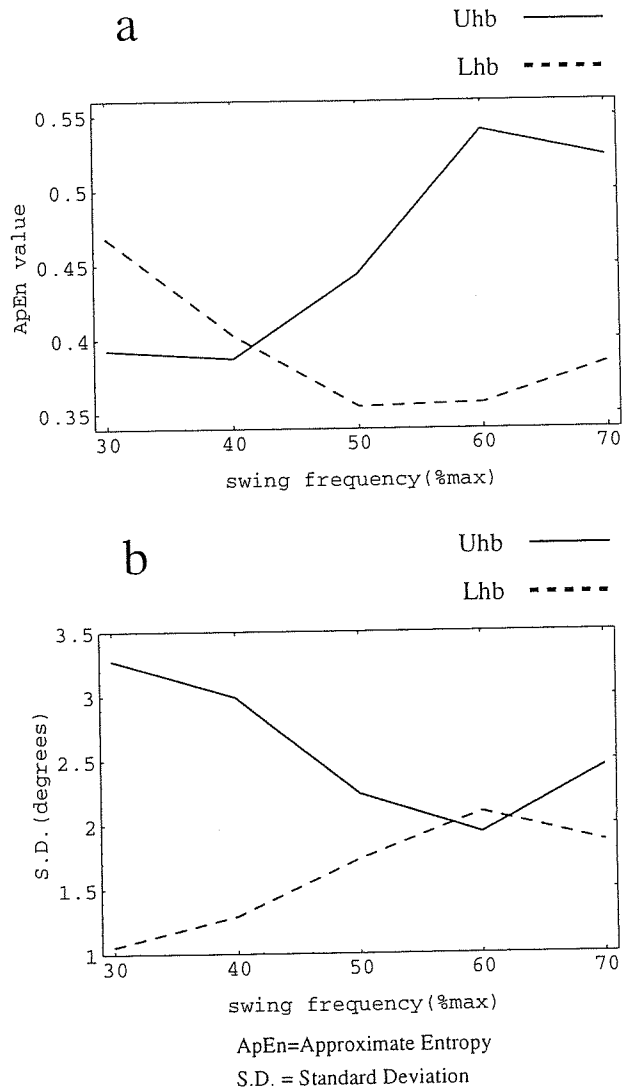 a
Uhb
Lhb
0.55
0.5
0.45
0.4
0.35
ApEn value
30 40 50 60 70
swing frequency(%max)
b
Uhb
Lhb
3.5
3
2.5
2
1.5
1
S.D.(degrees)
30 40 50 60 70
swing frequency(%max)
ApEn=Approximate Entropy
S.D. = Standard Deviation